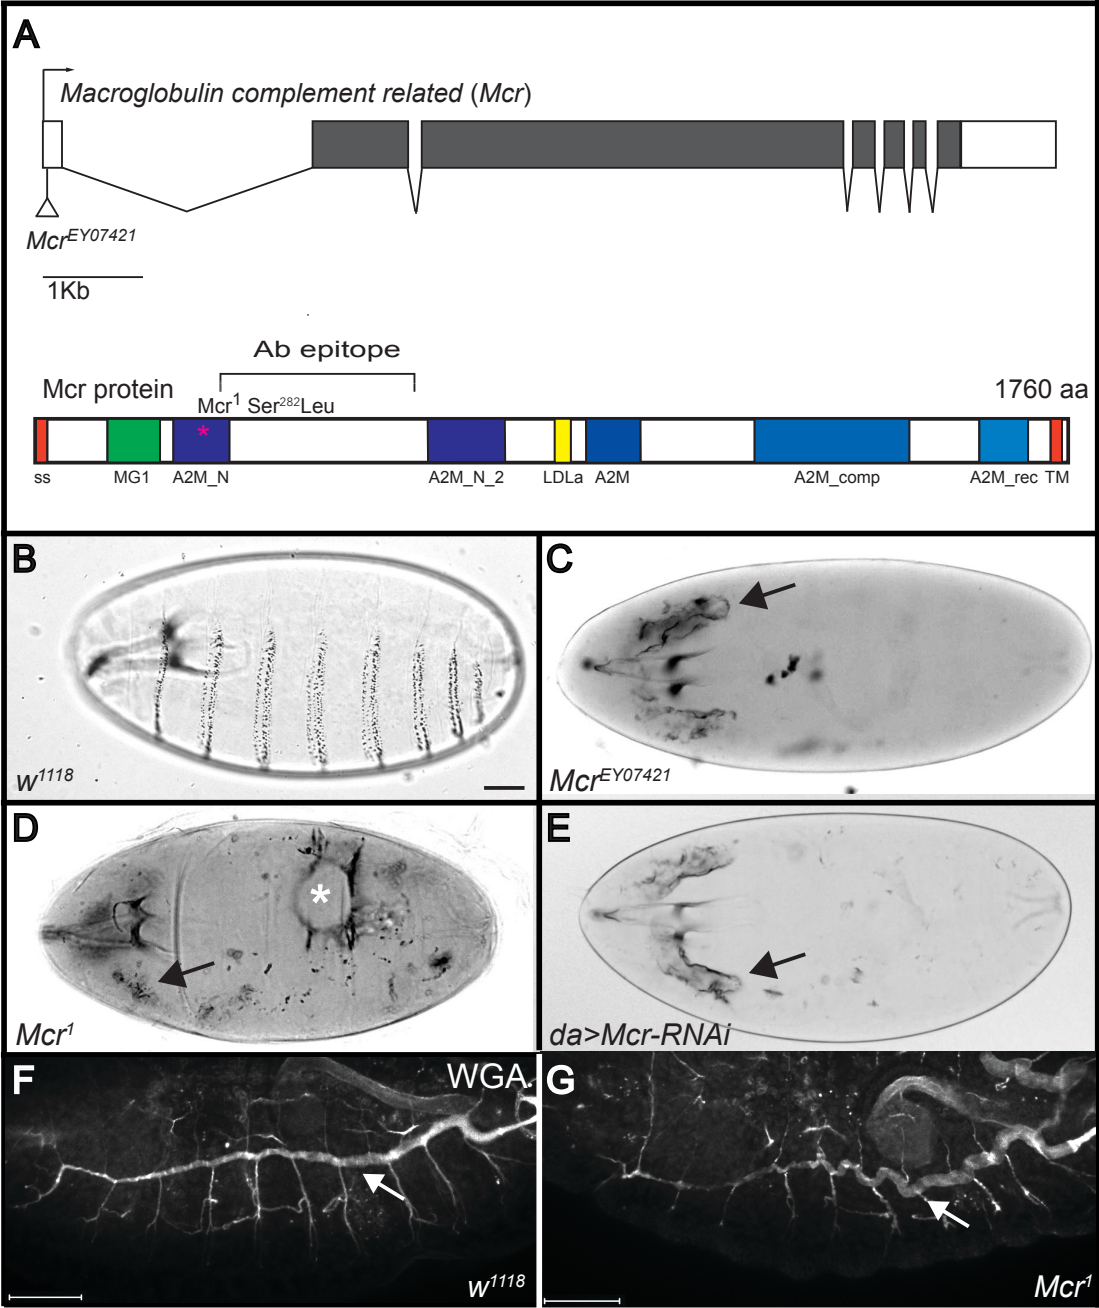 A
Macroglobulin complement related (Mcr)
McrEY07421
1Kb
Ab epitope
Mcr protein
1760 aa
Mcr1 Ser282Leu
*
ss MG1 A2M_N A2M_N_2 LDLa A2M A2M_comp A2M_rec TM
B
w1118
C
McrEY07421
D
*
Mcr1
E
da>Mcr-RNAi
F
WGA
w1118
G
Mcr1